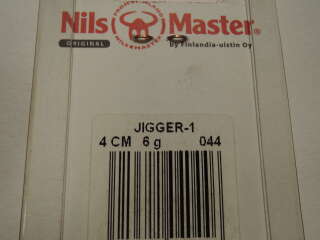 Nils Master®
ORIGINAL
by Finlandia-uistin Oy
JIGGER-1
4 CM 6 g 044